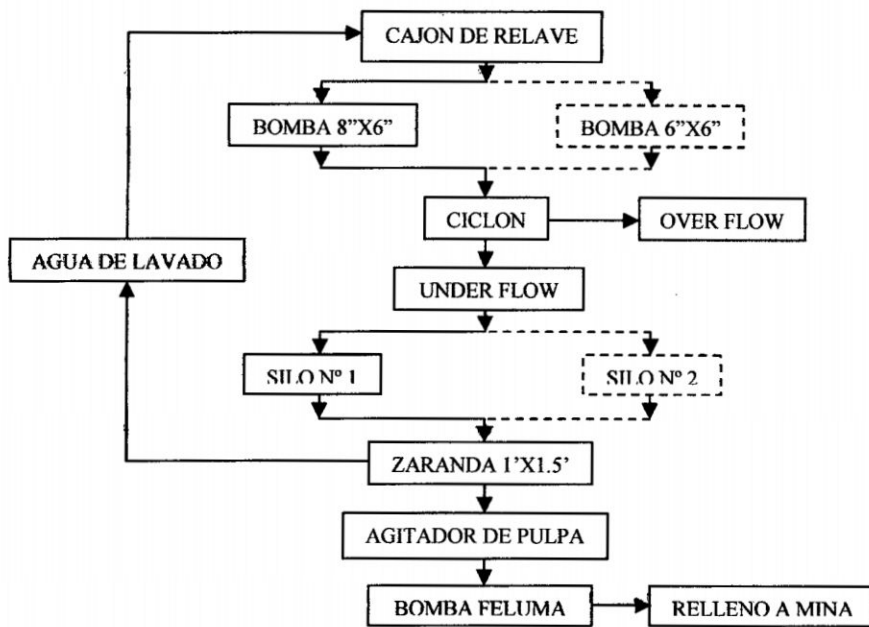 CAJON DE RELAVE
BOMBA 8”X6”
BOMBA 6”X6”
CICLON
OVER FLOW
AGUA DE LAVADO
UNDER FLOW
SILO Nº 1
SILO Nº 2
ZARANDA 1’X1.5’
AGITADOR DE PULPA
BOMBA FELUMA
RELLENO A MINA